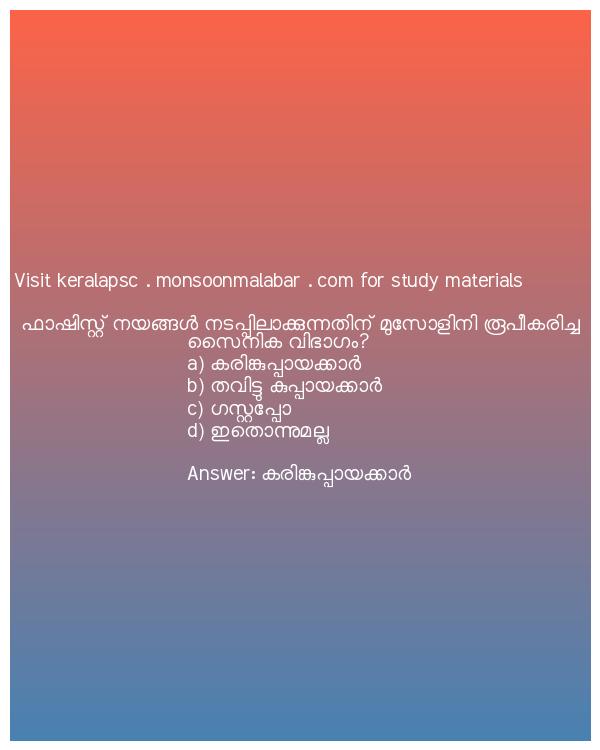 Visit keralapsc . monsoonmalabar . com for study materials
ഫാഷിസ്റ്റ് നയങ്ങൾ നടപ്പിലാക്കുന്നതിന് മുസോളിനി രൂപീകരിച്ച
സൈനിക വിഭാഗം?
a) കരിങ്കുപ്പായക്കാർ
b) തവിട്ടു കുപ്പായക്കാർ
c) ഗസ്റ്റപ്പോ
d) ഇതൊന്നുമല്ല
Answer: കരിങ്കുപ്പായക്കാർ